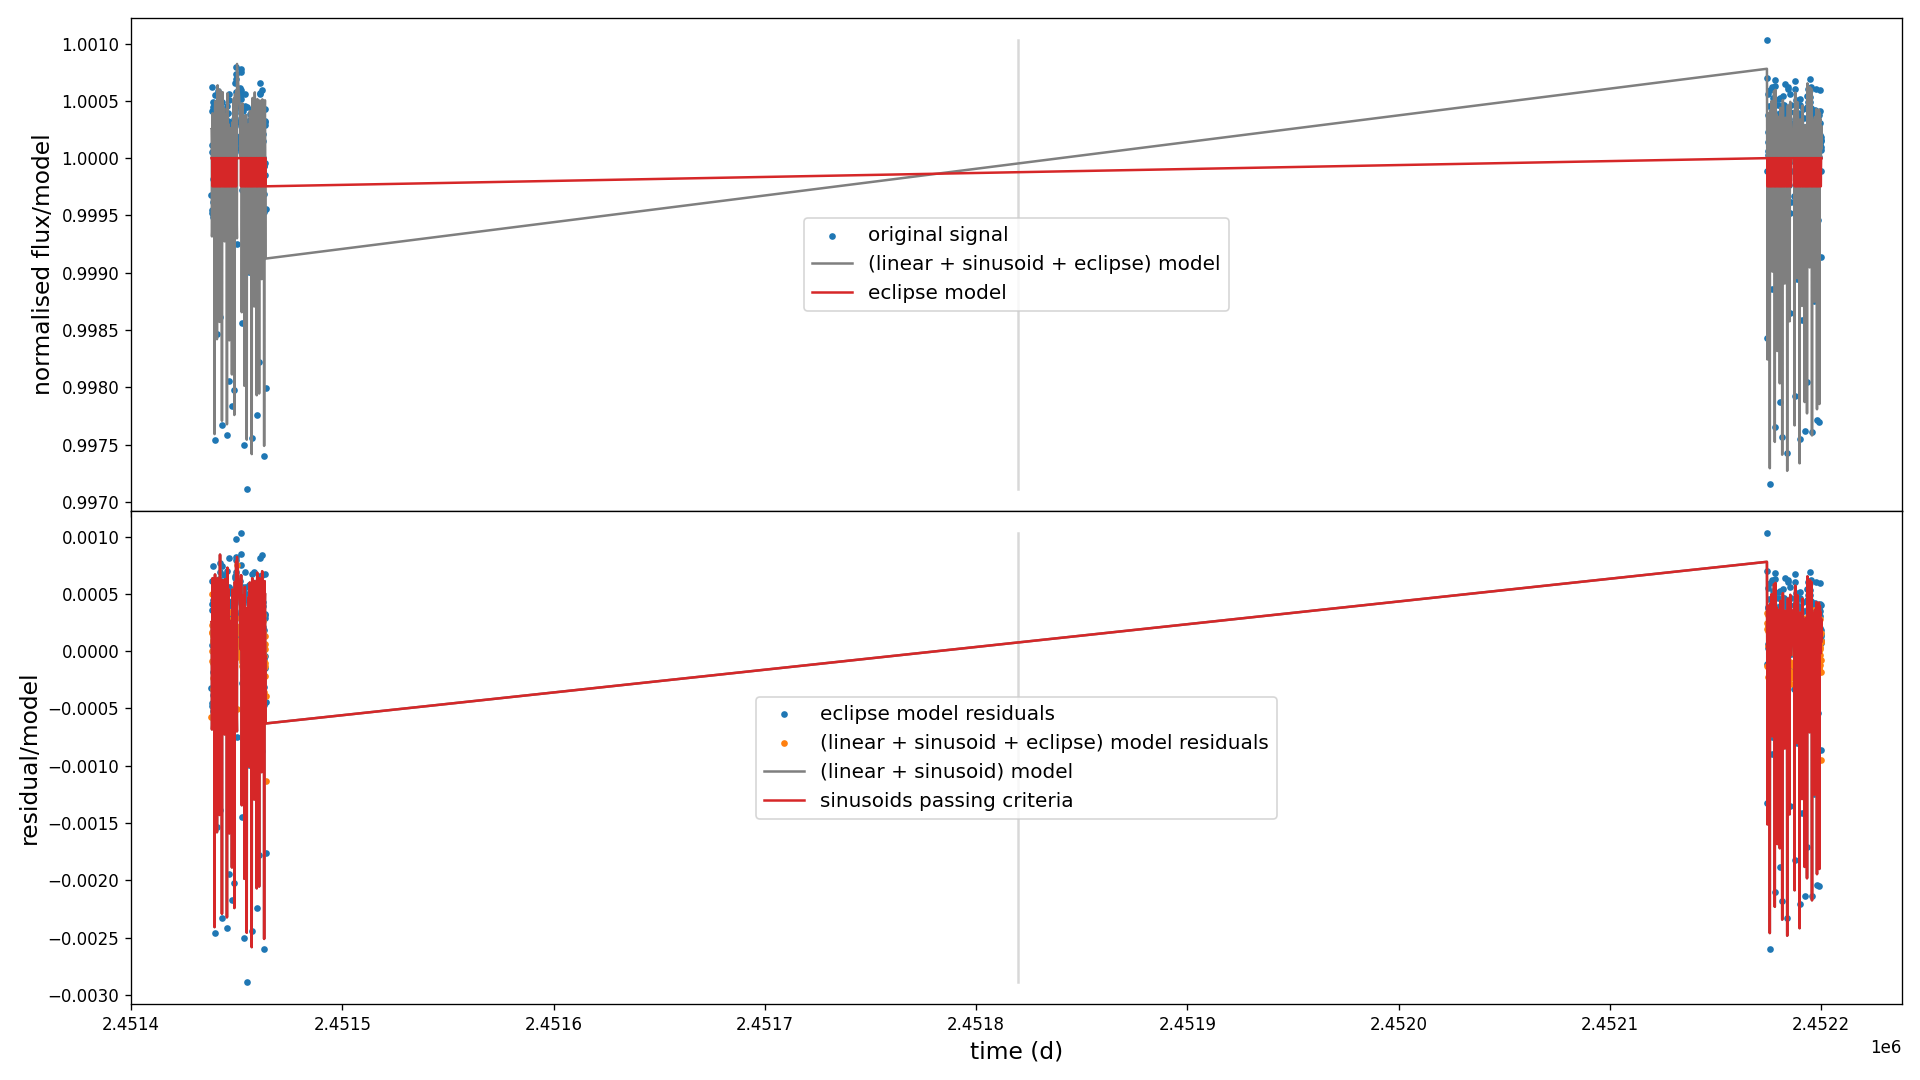 normalised flux/model
1.0010
1.0005
1.0000
0.9995
0.9990
0.9985
0.9980
0.9975
0.9970
original signal
(linear + sinusoid + eclipse) model
eclipse model
residual/model
0.0010
0.0005
0.0000
−0.0005
−0.0010
−0.0015
−0.0020
−0.0025
−0.0030
eclipse model residuals
(linear + sinusoid + eclipse) model residuals
(linear + sinusoid) model
sinusoids passing criteria
2.4514 2.4515 2.4516 2.4517 2.4518 2.4519 2.4520 2.4521 2.4522
1e6
time (d)